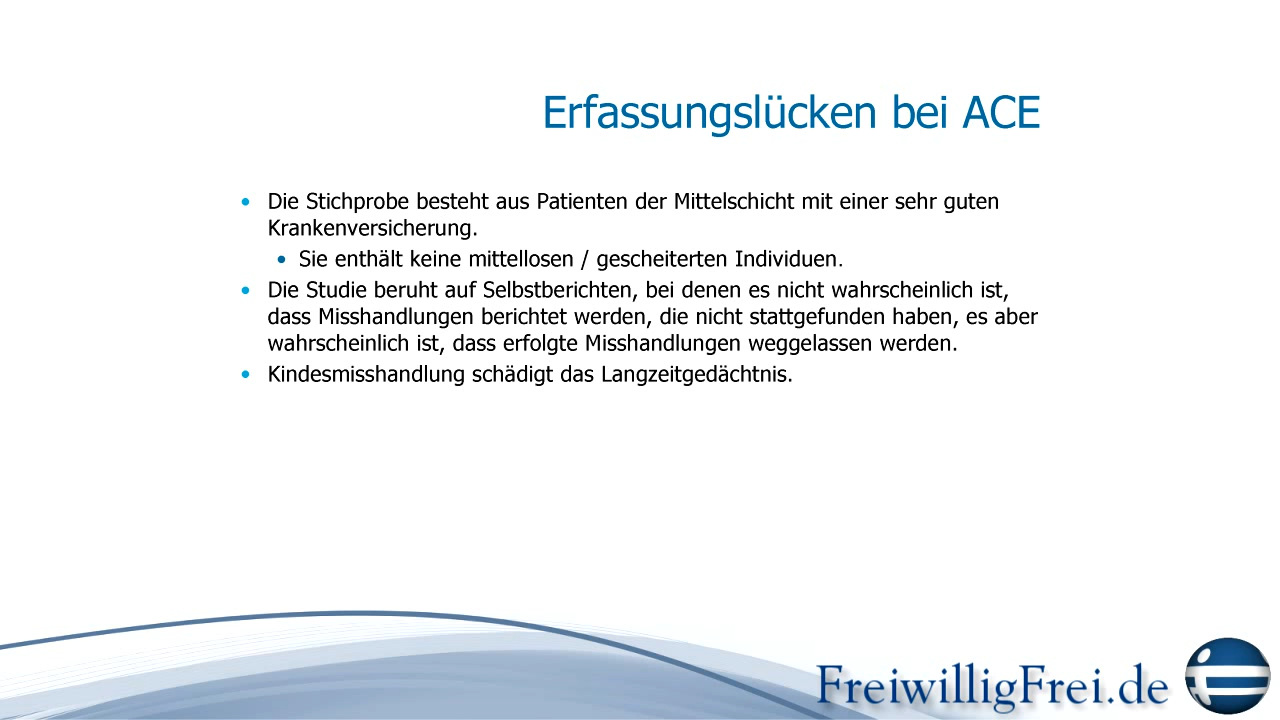 Erfassungslücken bei ACE
• Die Stichprobe besteht aus Patienten der Mittelschicht mit einer sehr guten
Krankenversicherung.
• Sie enthält keine mittellosen / gescheiterten Individuen.
• Die Studie beruht auf Selbstberichten, bei denen es nicht wahrscheinlich ist,
dass Misshandlungen berichtet werden, die nicht stattgefunden haben, es aber
wahrscheinlich ist, dass erfolgte Misshandlungen weggelassen werden.
• Kindesmisshandlung schädigt das Langzeitgedächtnis.
FreiwilligFrei.de